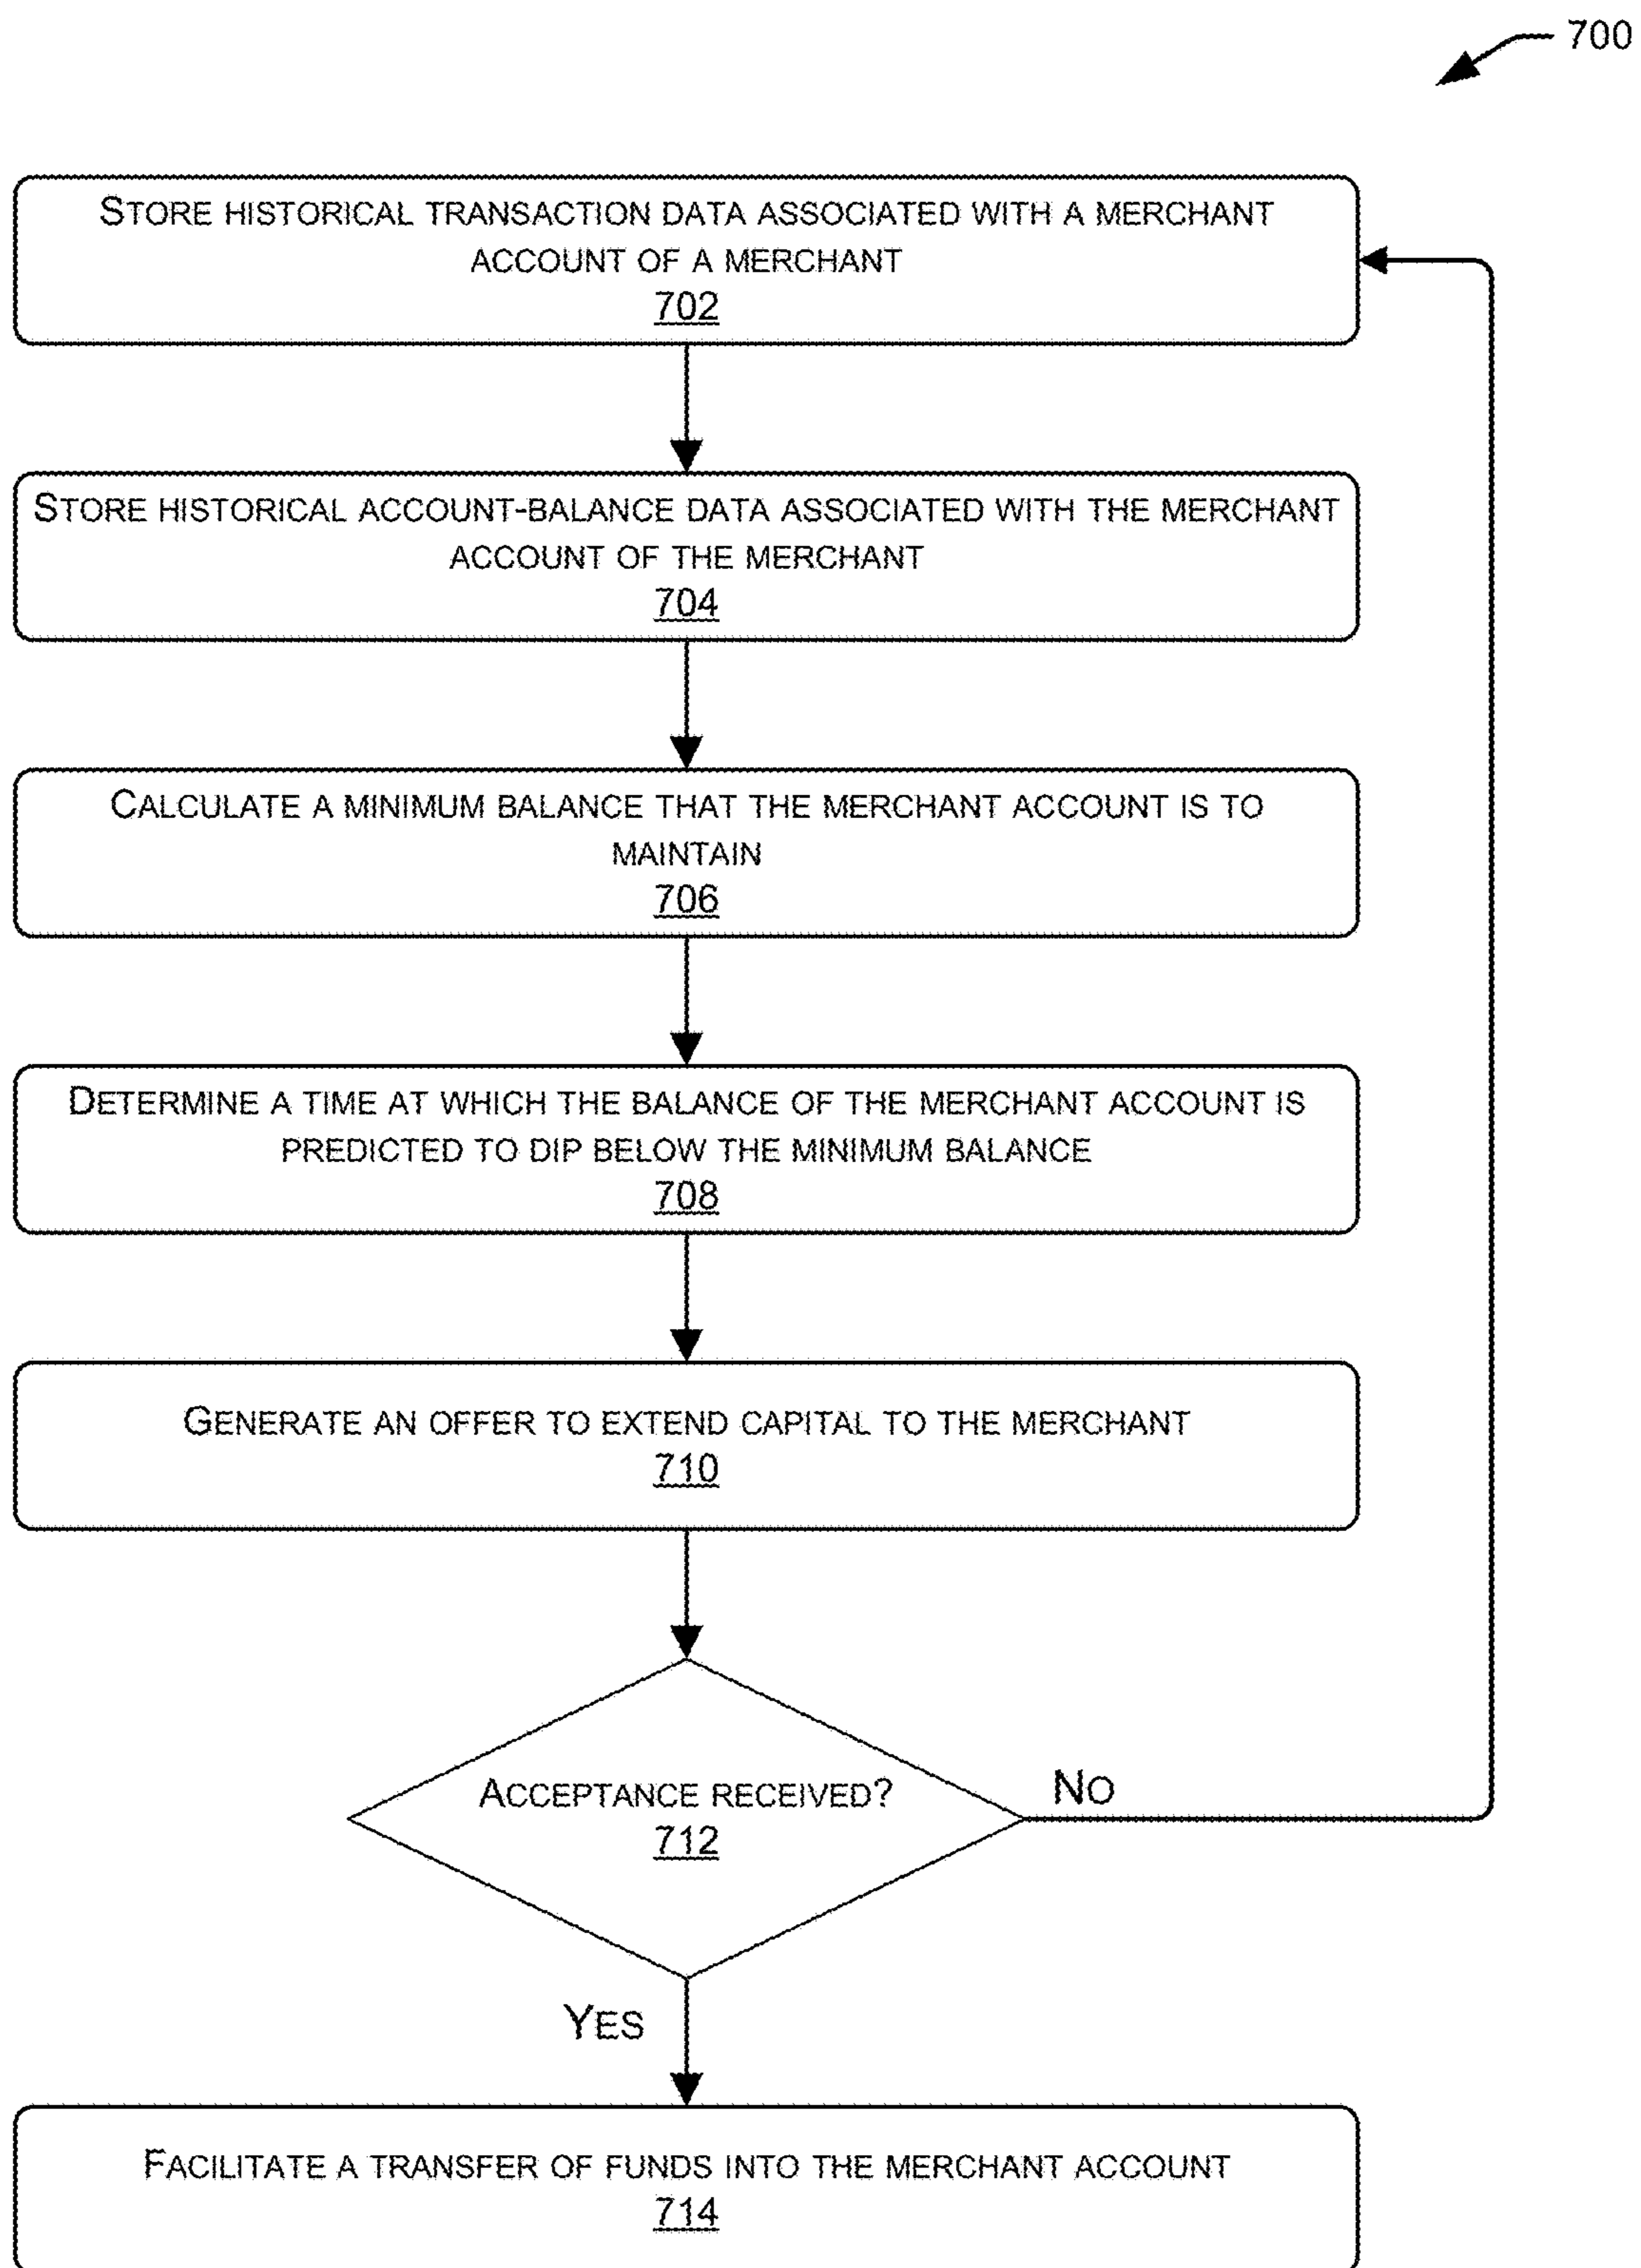 700
STORE HISTORICAL TRANSACTION DATA ASSOCIATED WITH A MERCHANT
ACCOUNT OF A MERCHANT
702
STORE HISTORICAL ACCOUNT-BALANCE DATA ASSOCIATED WITH THE MERCHANT
ACCOUNT OF THE MERCHANT
704
CALCULATE A MINIMUM BALANCE THAT THE MERCHANT ACCOUNT IS TO
MAINTAIN
706
DETERMINE A TIME AT WHICH THE BALANCE OF THE MERCHANT ACCOUNT IS
PREDICTED TO DIP BELOW THE MINIMUM BALANCE
708
GENERATE AN OFFER TO EXTEND CAPITAL TO THE MERCHANT
710
ACCEPTANCE RECEIVED?
712
NO
YES
FACILITATE A TRANSFER OF FUNDS INTO THE MERCHANT ACCOUNT
714